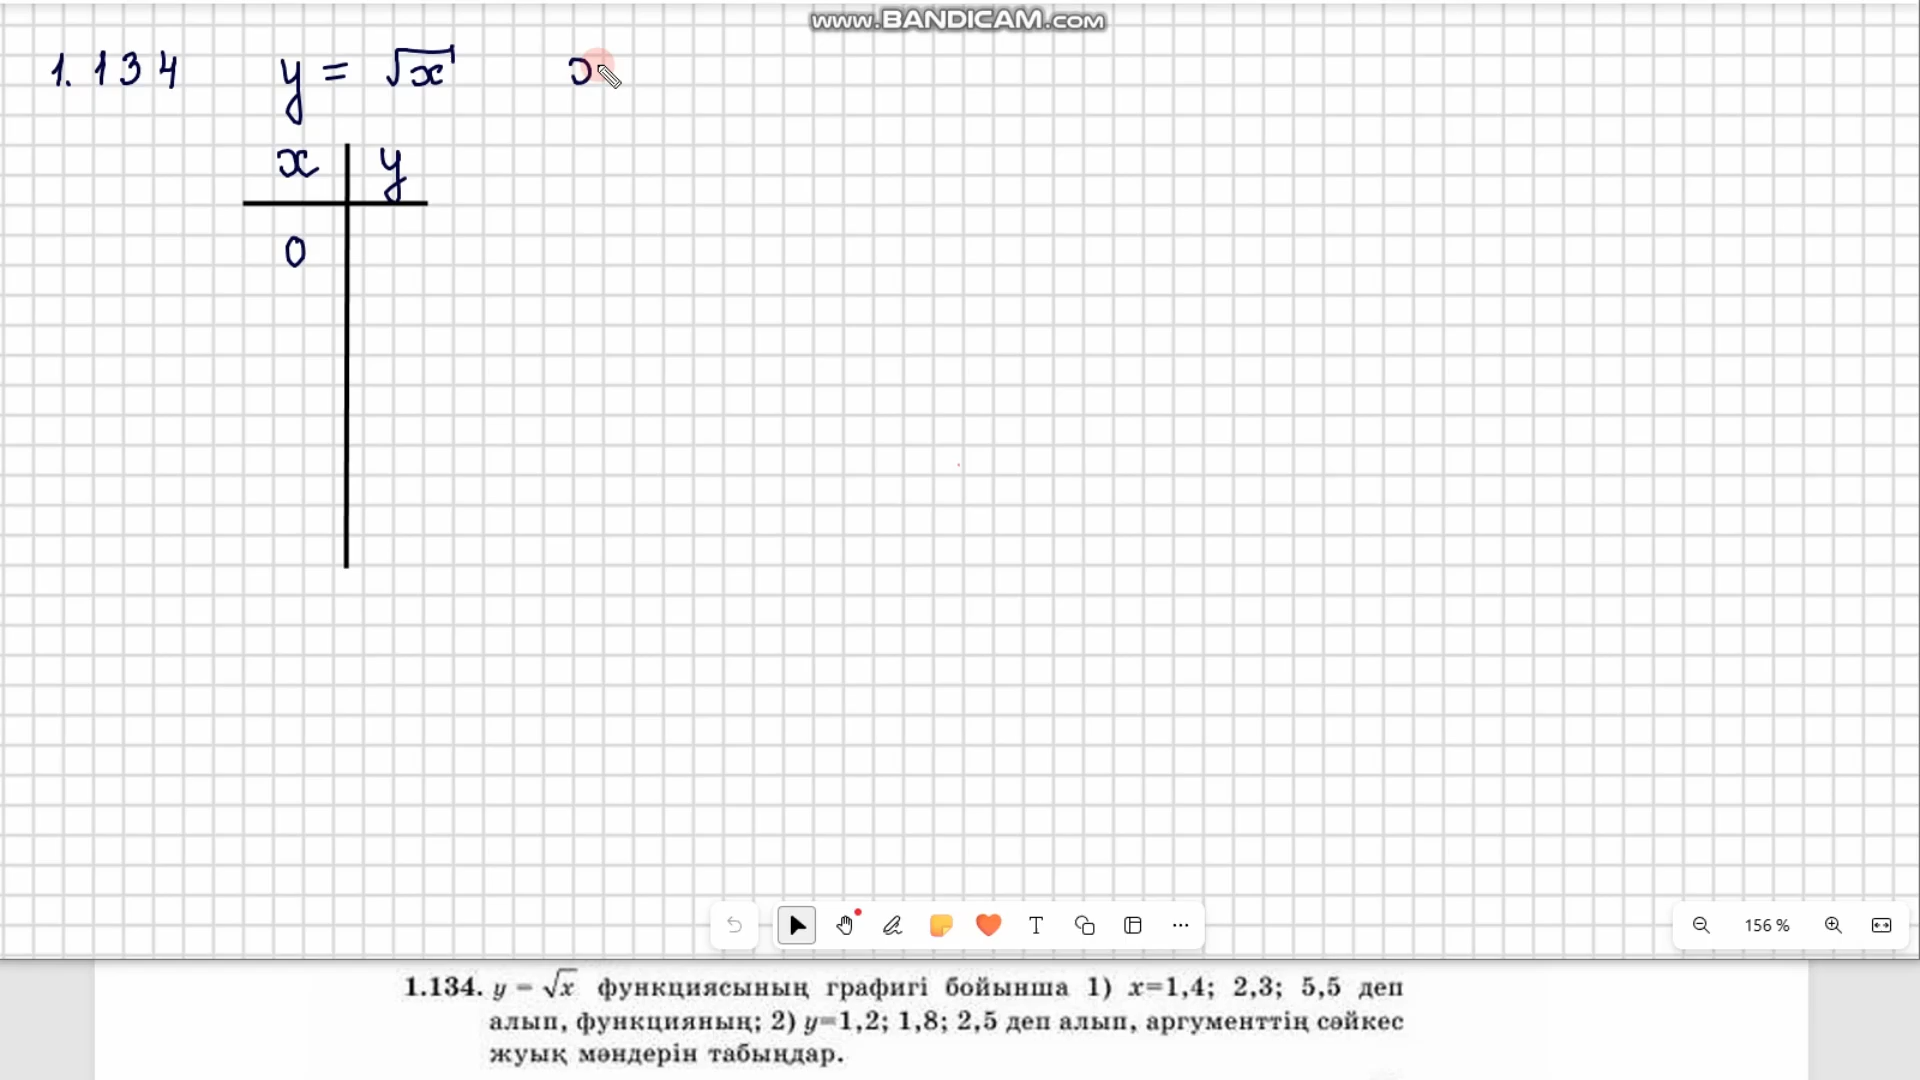 www.BANDICAM.com
1.134 y = √x x
x y
0
156 %
1.134. y = √x функциясының графигі бойынша 1) x=1,4; 2,3; 5,5 деп
алып, функцияның; 2) y=1,2; 1,8; 2,5 деп алып, аргументтің сәйкес
жуық мәндерін табыңдар.